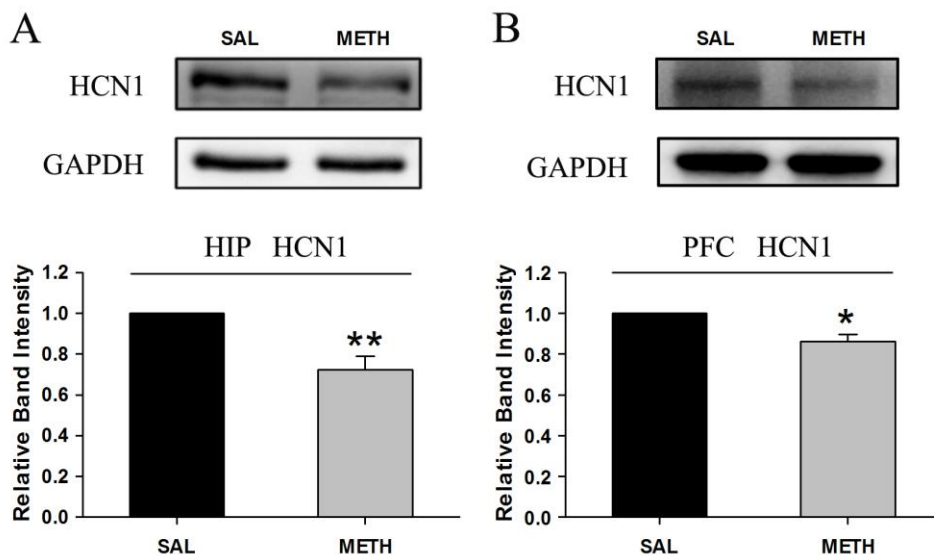 A
SAL METH
HCN1
GAPDH
HIP HCN1
Relative Band Intensity
1.2
1.0
**
0.8
0.6
0.4
0.2
0.0
SAL METH
B
SAL METH
HCN1
GAPDH
PFC HCN1
Relative Band Intensity
1.2
1.0
*
0.8
0.6
0.4
0.2
0.0
SAL METH